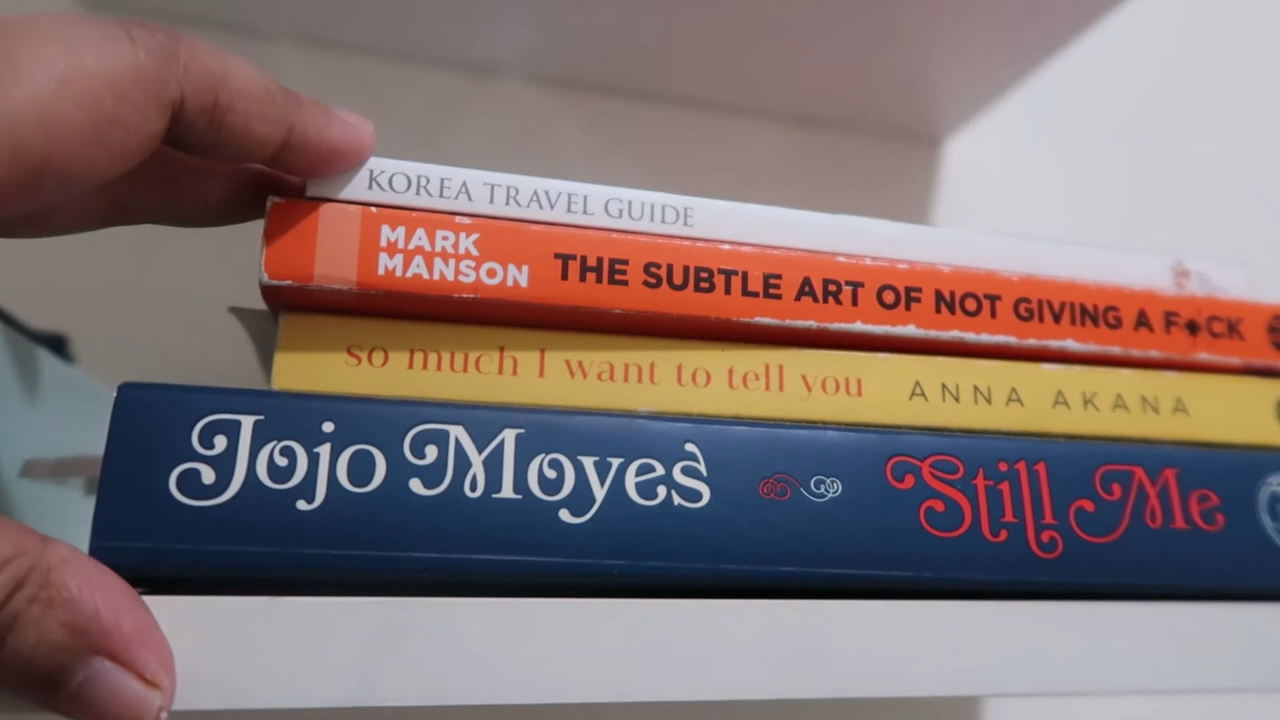 KOREA TRAVEL GUIDE
MARK
MANSON
THE SUBTLE ART OF NOT GIVING A F CK
so much I want to tell you ANNA AKANA
Jojo Moyes Still Me